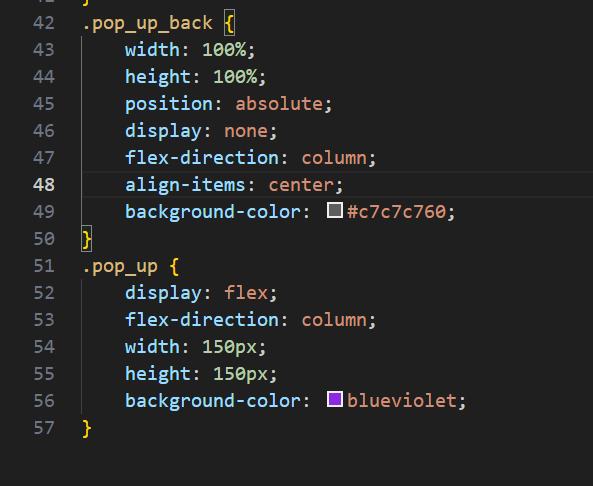 42 .pop_up_back {
43 width: 100%;
44 height: 100%;
45 position: absolute;
46 display: none;
47 flex-direction: column;
48 align-items: center;
49 background-color: #c7c7c760;
50 }
51 .pop_up {
52 display: flex;
53 flex-direction: column;
54 width: 150px;
55 height: 150px;
56 background-color: blueviolet;
57 }